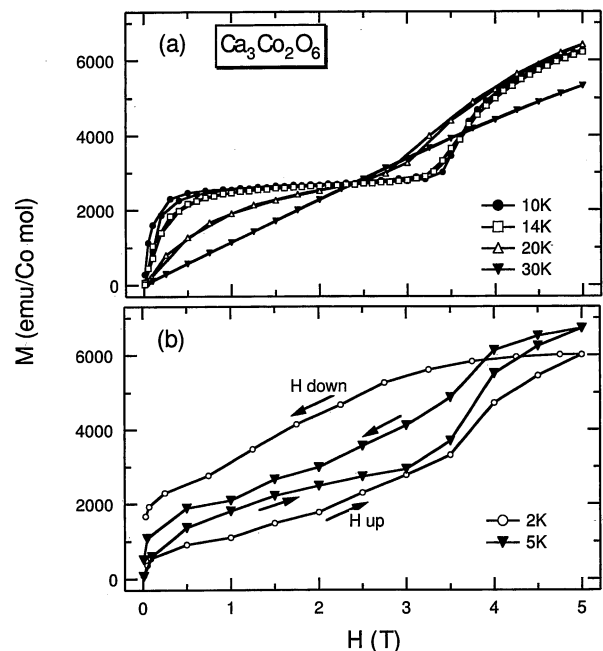 (a)
Ca₃Co₂O₆
6000
4000
2000
0
10K
14K
20K
30K
M (emu/Co mol)
(b)
6000
4000
2000
0
H down
H up
2K
5K
0
1
2
3
4
5
H (T)